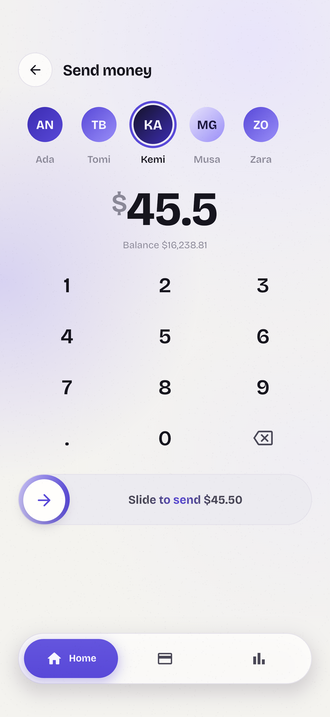 Send money
AN TB KA MG ZO
Ada Tomi Kemi Musa Zara
$45.5
Balance $16,238.81
1 2 3
4 5 6
7 8 9
. 0
Slide to send $45.50
Home